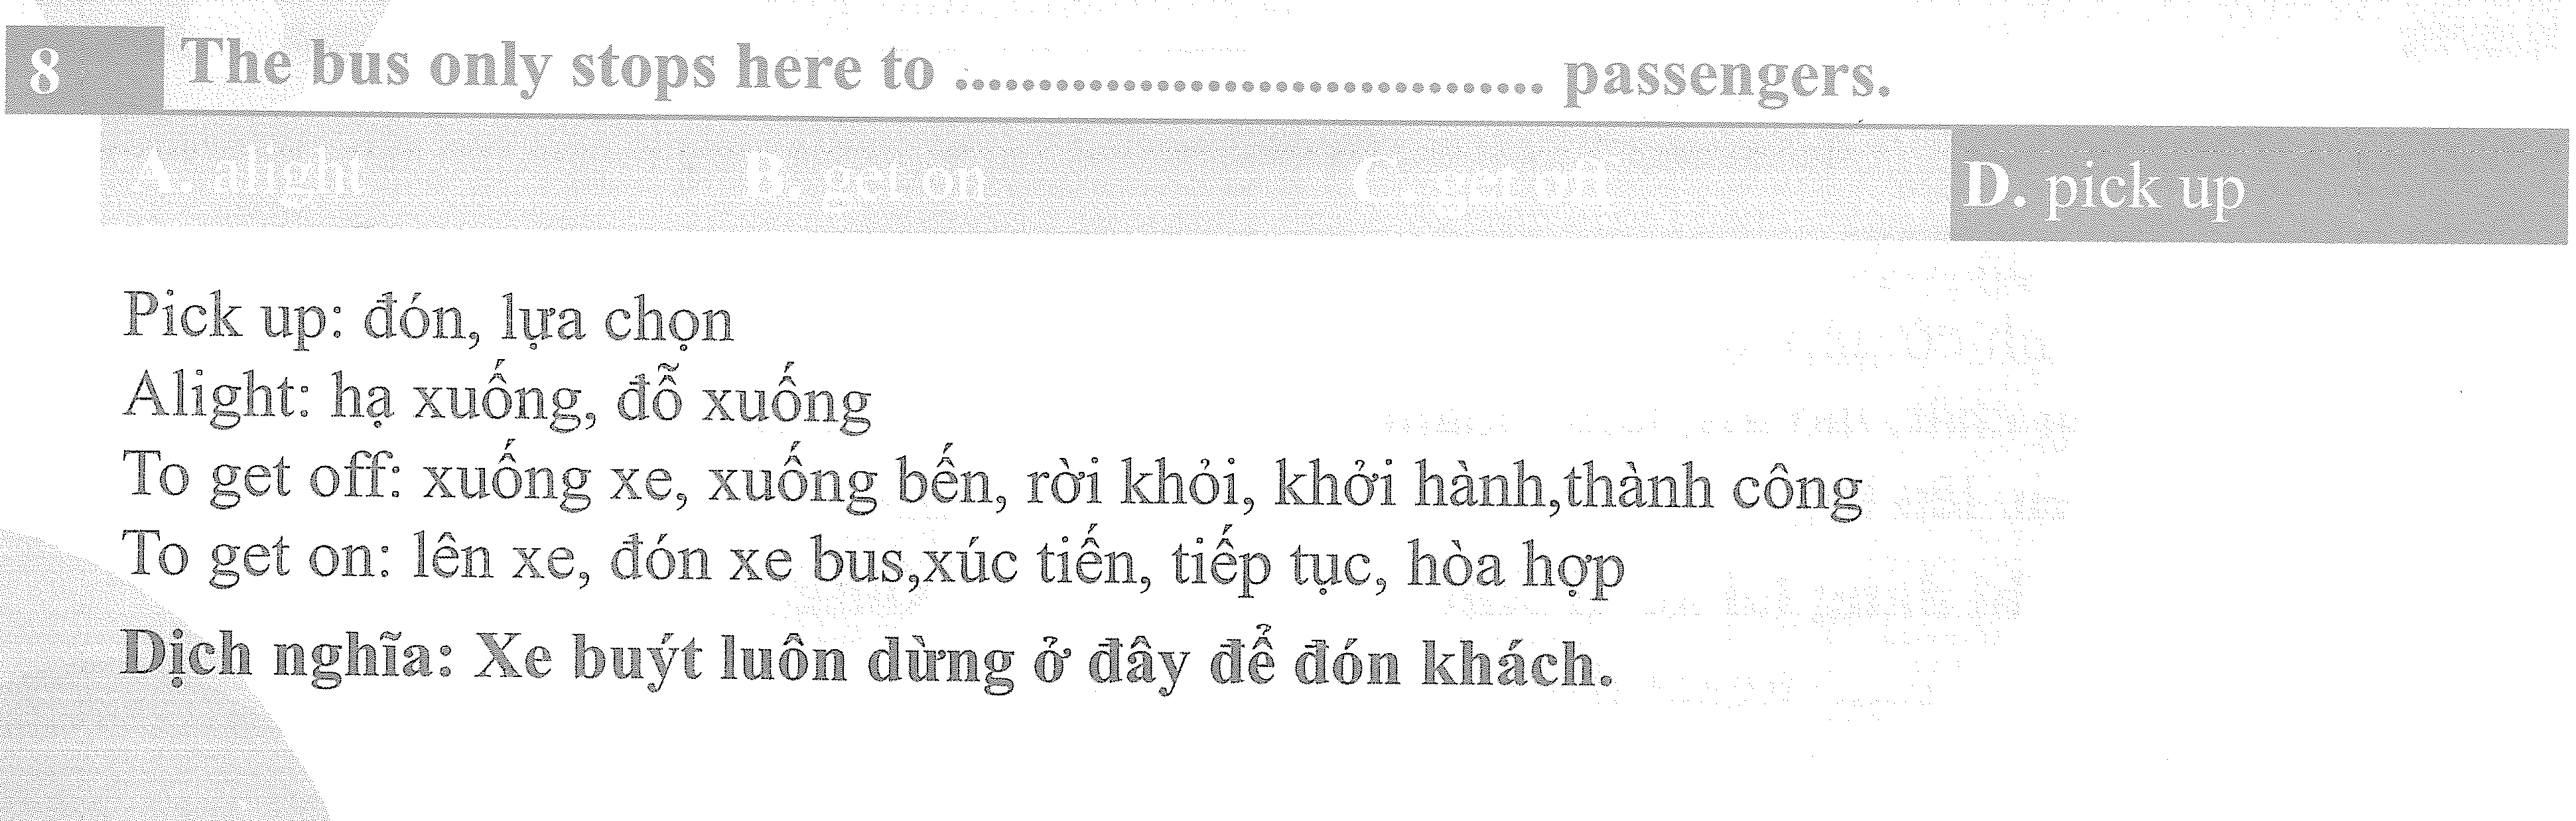 8 The bus only stops here to .................................... passengers.
A. alight B. get on C. get off D. pick up
Pick up: đón, lựa chọn
Alight: hạ xuống, đỗ xuống
To get off: xuống xe, xuống bến, rời khỏi, khởi hành,thành công
To get on: lên xe, đón xe bus,xúc tiến, tiếp tục, hòa hợp
Dịch nghĩa: Xe buýt luôn dừng ở đây để đón khách.